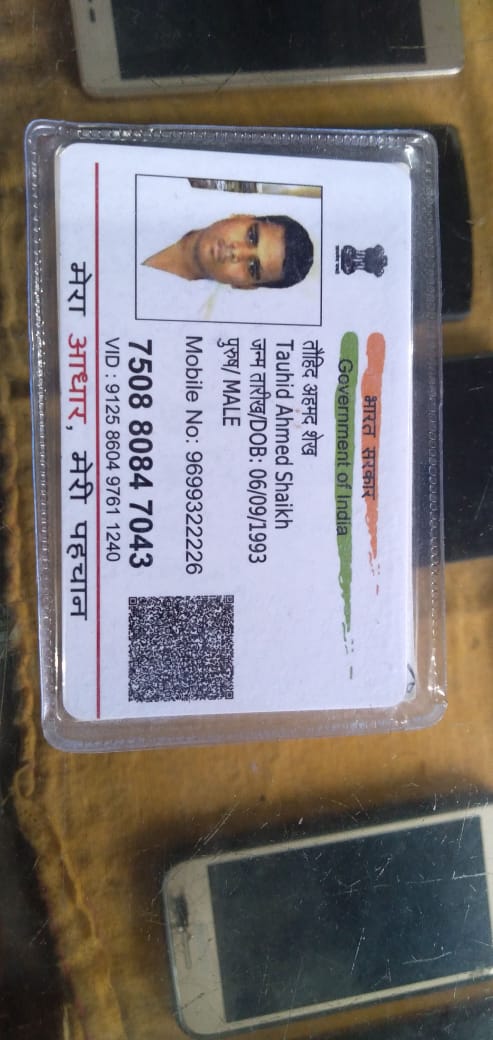 भारत सरकार
Government of India
तौहिद अहमद शेख
Tauhid Ahmed Shaikh
जन्म तारीख/DOB: 06/09/1993
पुरुष/ MALE
Mobile No: 9699322226
7508 8084 7043
VID : 9125 8604 9761 1240
मेरा आधार, मेरी पहचान